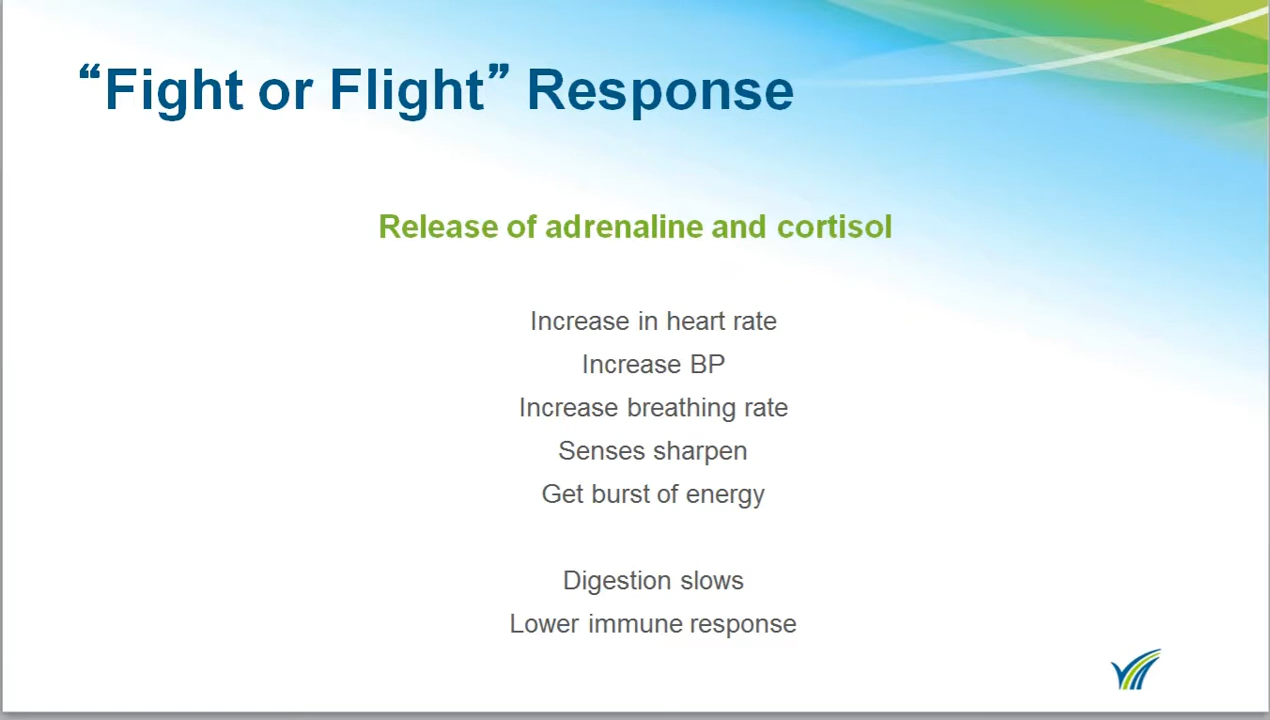 “Fight or Flight” Response
Release of adrenaline and cortisol
Increase in heart rate
Increase BP
Increase breathing rate
Senses sharpen
Get burst of energy
Digestion slows
Lower immune response